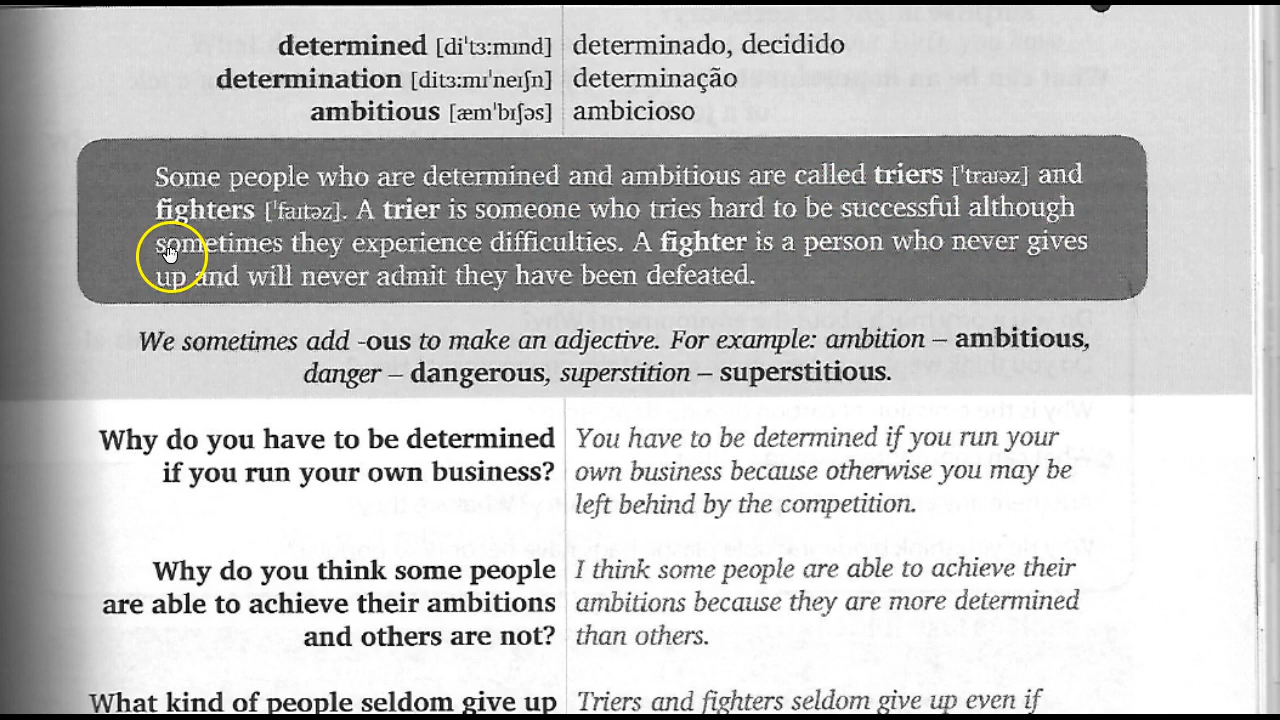 determined [di'tɜ:mɪnd] determinado, decidido
determination [ditɜ:mɪ'neɪʃn] determinação
ambitious [æm'bɪʃəs] ambicioso
Some people who are determined and ambitious are called triers ['traɪəz] and
fighters ['faɪtəz]. A trier is someone who tries hard to be successful although
sometimes they experience difficulties. A fighter is a person who never gives
up and will never admit they have been defeated.
We sometimes add -ous to make an adjective. For example: ambition – ambitious,
danger – dangerous, superstition – superstitious.
Why do you have to be determined
if you run your own business?
You have to be determined if you run your
own business because otherwise you may be
left behind by the competition.
Why do you think some people
are able to achieve their ambitions
and others are not?
I think some people are able to achieve their
ambitions because they are more determined
than others.
What kind of people seldom give up
Triers and fighters seldom give up even if